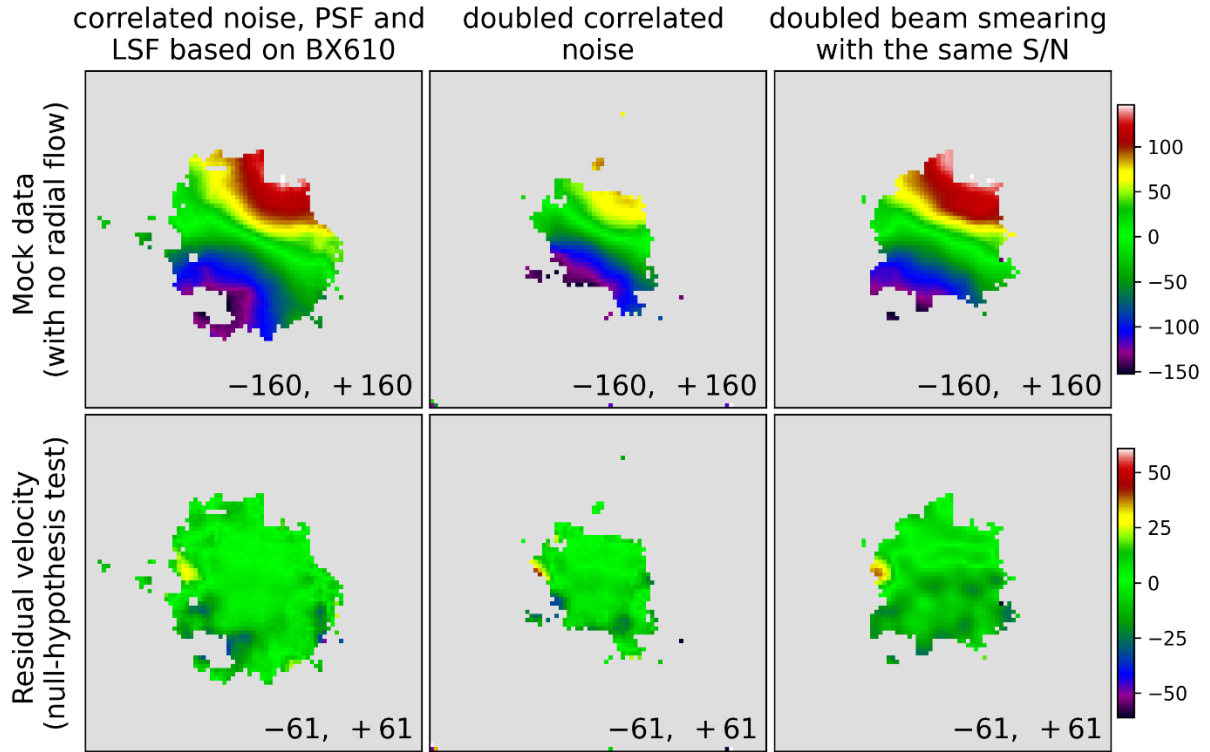 correlated noise, PSF and
LSF based on BX610
doubled correlated
noise
doubled beam smearing
with the same S/N
Mock data
(with no radial flow)
−160, +160
−160, +160
−160, +160
100
50
0
−50
−100
−150
Residual velocity
(null-hypothesis test)
−61, +61
−61, +61
−61, +61
50
25
0
−25
−50